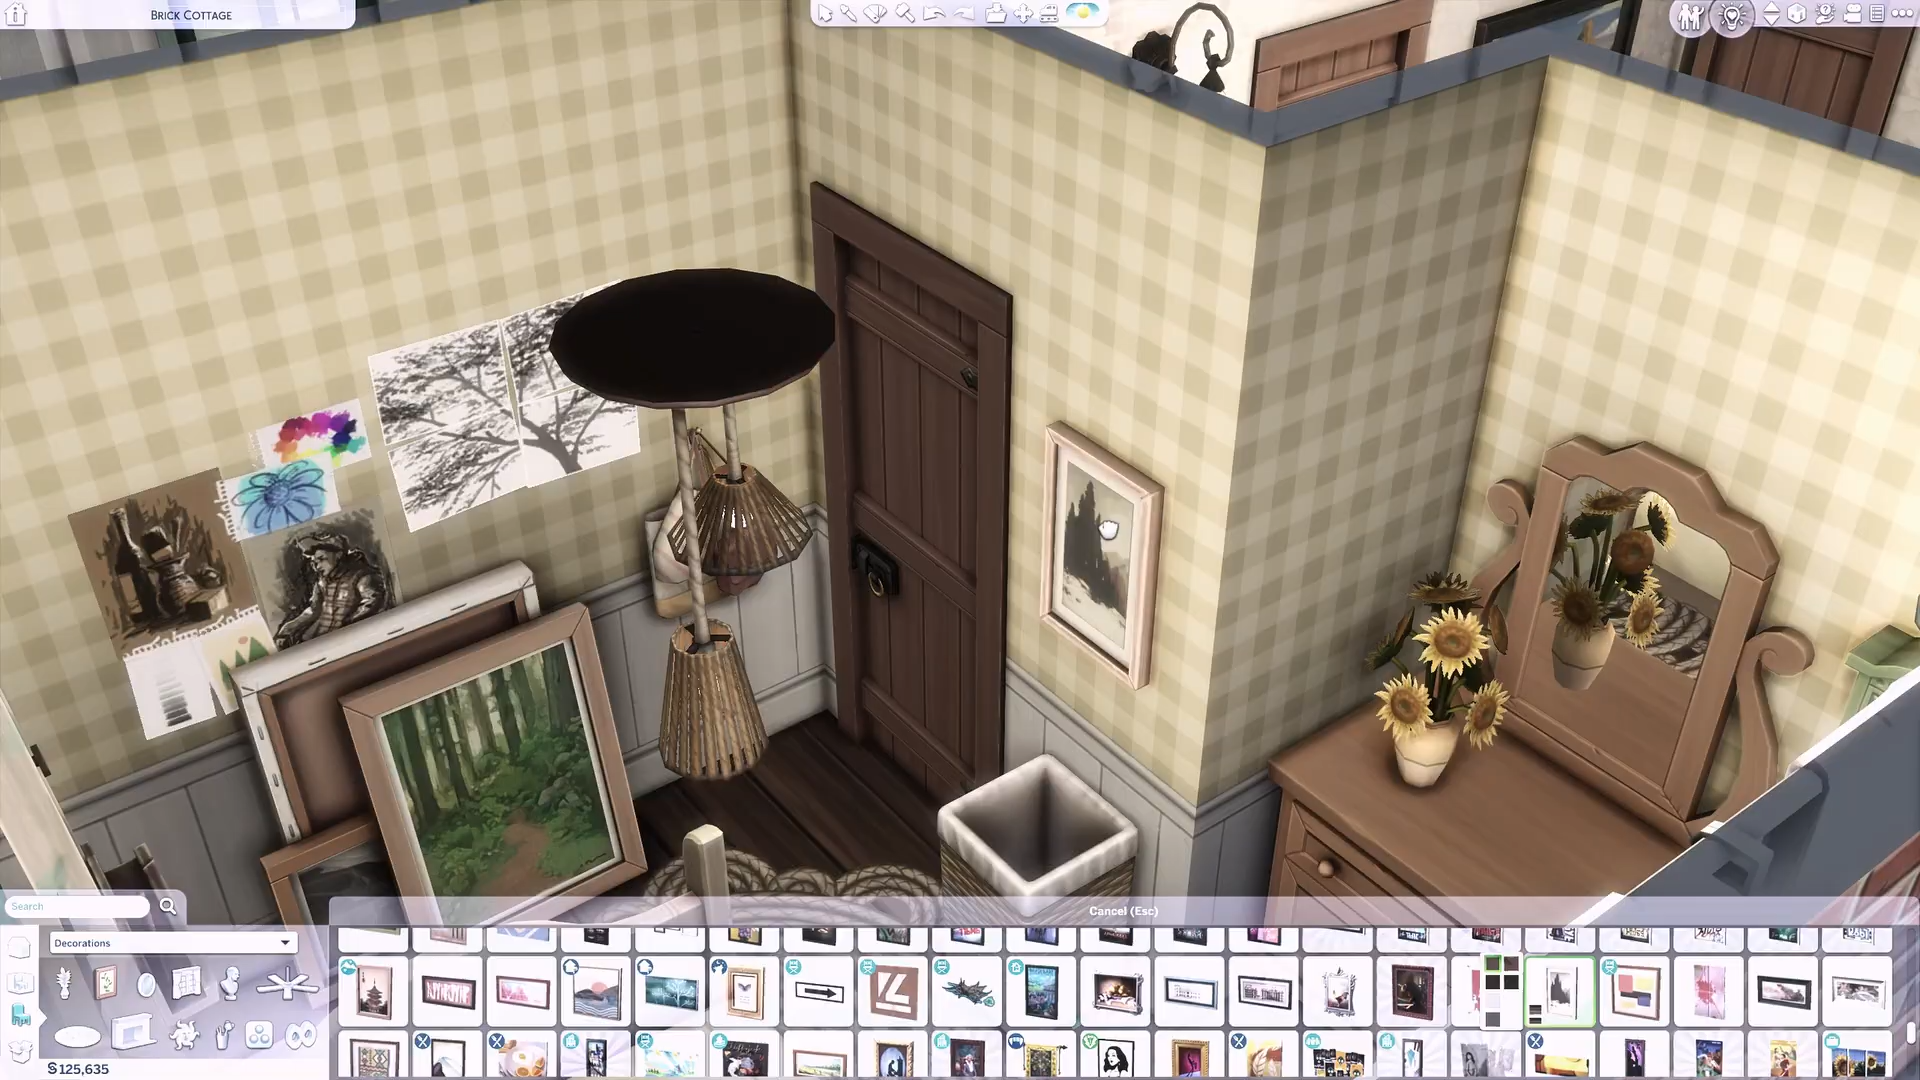 BRICK COTTAGE
Cancel (Esc)
Search
Decorations
§125,635